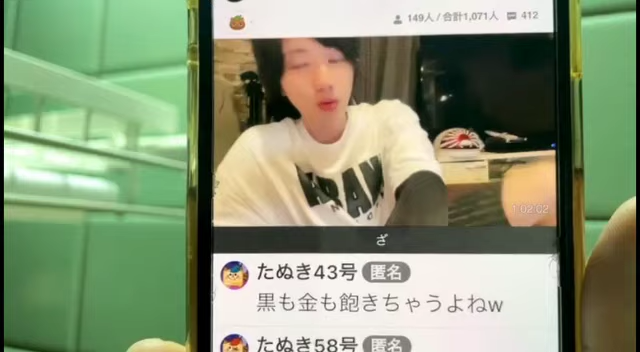 149人 / 合計1,071人 412
1:02:02
ざ
たぬき43号 匿名
黒も金も飽きちゃうよねw
たぬき58号 匿名